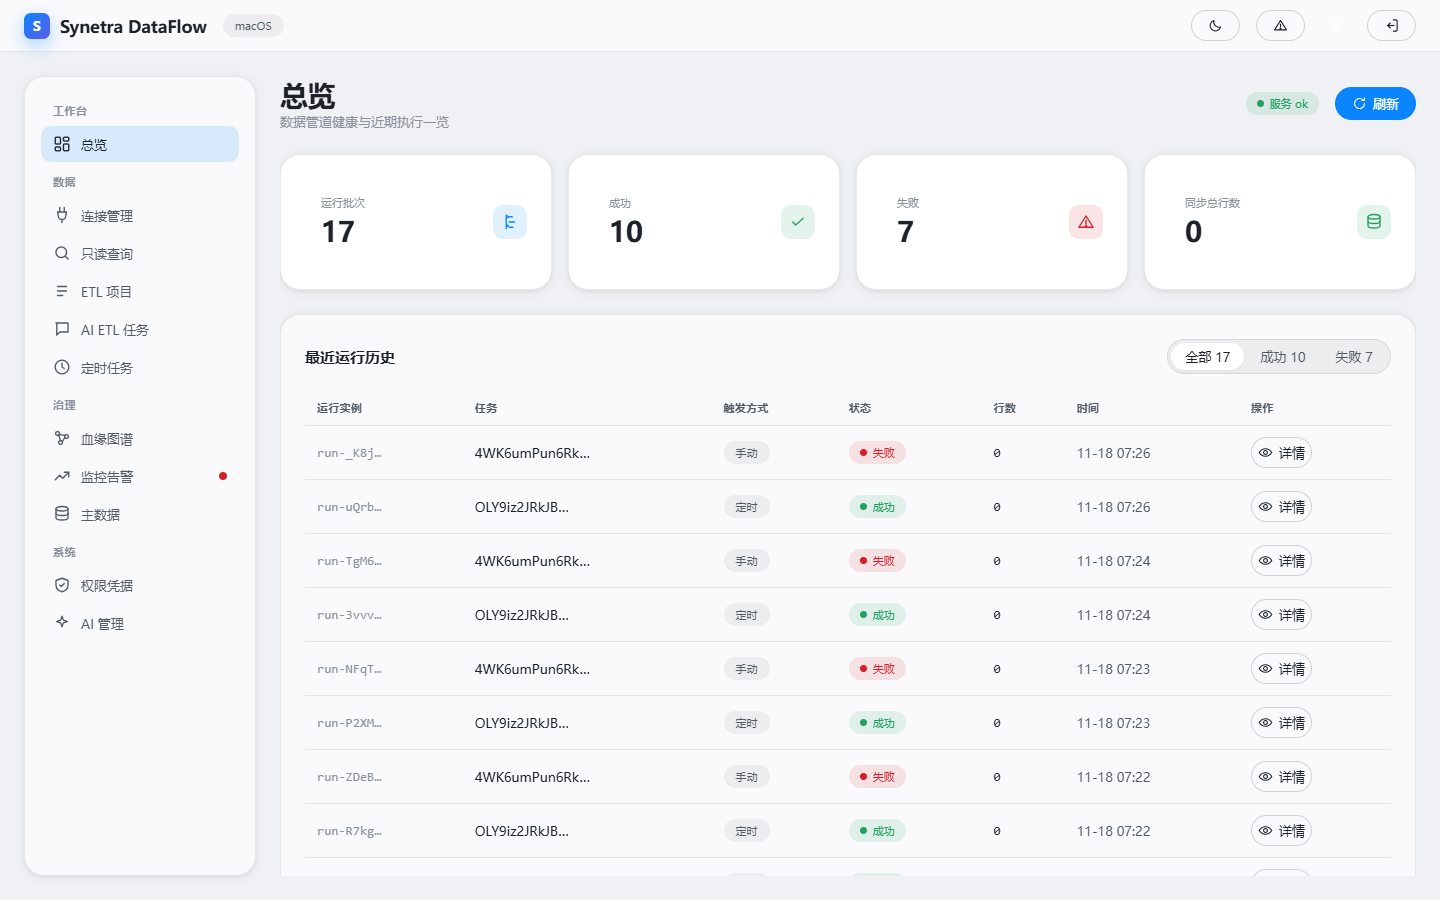 S Synetra DataFlow macOS
工作台
总览
数据
连接管理
只读查询
ETL 项目
AI ETL 任务
定时任务
治理
血缘图谱
监控告警
主数据
系统
权限凭据
AI 管理
总览
数据管道健康与近期执行一览
服务 ok 刷新
运行批次
17
成功
10
失败
7
同步总行数
0
最近运行历史
全部 17 成功 10 失败 7
运行实例 任务 触发方式 状态 行数 时间 操作
run-_K8j… 4WK6umPun6Rk... 手动 失败 0 11-18 07:26 详情
run-uQrb… OLY9iz2JRkJB... 定时 成功 0 11-18 07:26 详情
run-TgM6… 4WK6umPun6Rk... 手动 失败 0 11-18 07:24 详情
run-3vvv… OLY9iz2JRkJB... 定时 成功 0 11-18 07:24 详情
run-NFqT… 4WK6umPun6Rk... 手动 失败 0 11-18 07:23 详情
run-P2XM… OLY9iz2JRkJB... 定时 成功 0 11-18 07:23 详情
run-ZDeB… 4WK6umPun6Rk... 手动 失败 0 11-18 07:22 详情
run-R7kg… OLY9iz2JRkJB... 定时 成功 0 11-18 07:22 详情